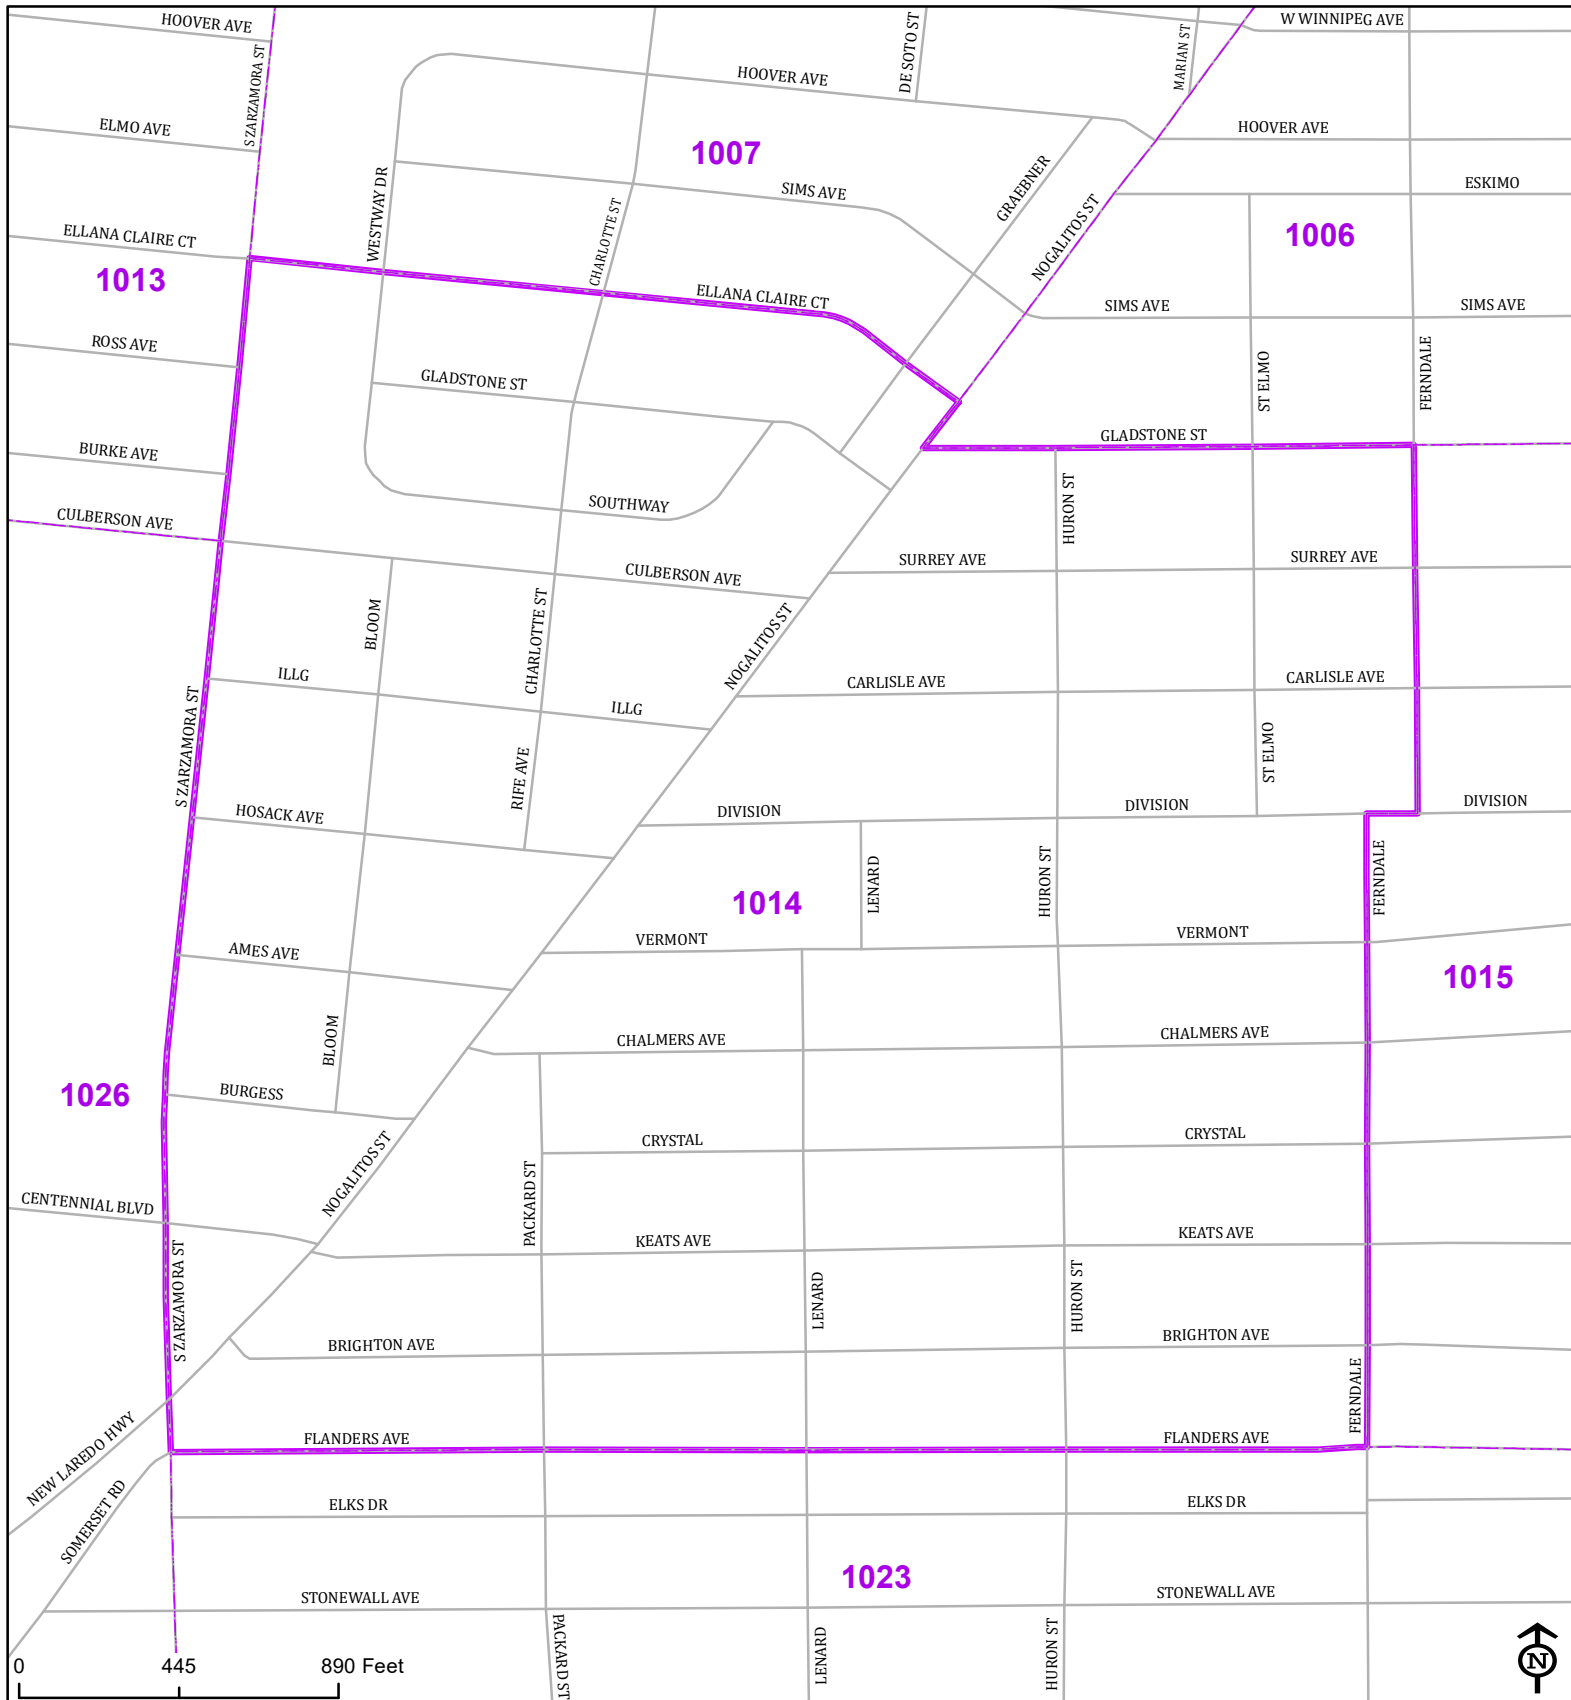 HOOVER AVE
S ZARZAMORA ST
DE SOTO ST
MARIAN ST
W WINNIPEG AVE
HOOVER AVE
ELMO AVE
HOOVER AVE
1007
SIMS AVE
GRAEBNER
ESKIMO
WESTWAY DR
CHARLOTTE ST
NOGALITOS ST
1006
ELLANA CLAIRE CT
1013
ELLANA CLAIRE CT
SIMS AVE
SIMS AVE
ROSS AVE
GLADSTONE ST
ST ELMO
FERNDALE
BURKE AVE
GLADSTONE ST
SOUTHWAY
HURON ST
CULBERSON AVE
CULBERSON AVE
SURREY AVE
SURREY AVE
BLOOM
CHARLOTTE ST
NOGALITOS ST
ILLG
ILLG
CARLISLE AVE
CARLISLE AVE
S ZARZAMORA ST
RIFE AVE
ST ELMO
HOSACK AVE
DIVISION
DIVISION
DIVISION
LENARD
HURON ST
FERNDALE
1014
VERMONT
VERMONT
AMES AVE
1015
BLOOM
CHALMERS AVE
CHALMERS AVE
1026
BURGESS
CRYSTAL
CRYSTAL
NOGALITOS ST
PACKARD ST
CENTENNIAL BLVD
KEATS AVE
KEATS AVE
S ZARZAMORA ST
LENARD
HURON ST
BRIGHTON AVE
BRIGHTON AVE
FERNDALE
NEW LAREDO HWY
FLANDERS AVE
FLANDERS AVE
SOMERSET RD
ELKS DR
ELKS DR
1023
STONEWALL AVE
STONEWALL AVE
PACKARD ST
LENARD
HURON ST
N
0 445 890 Feet